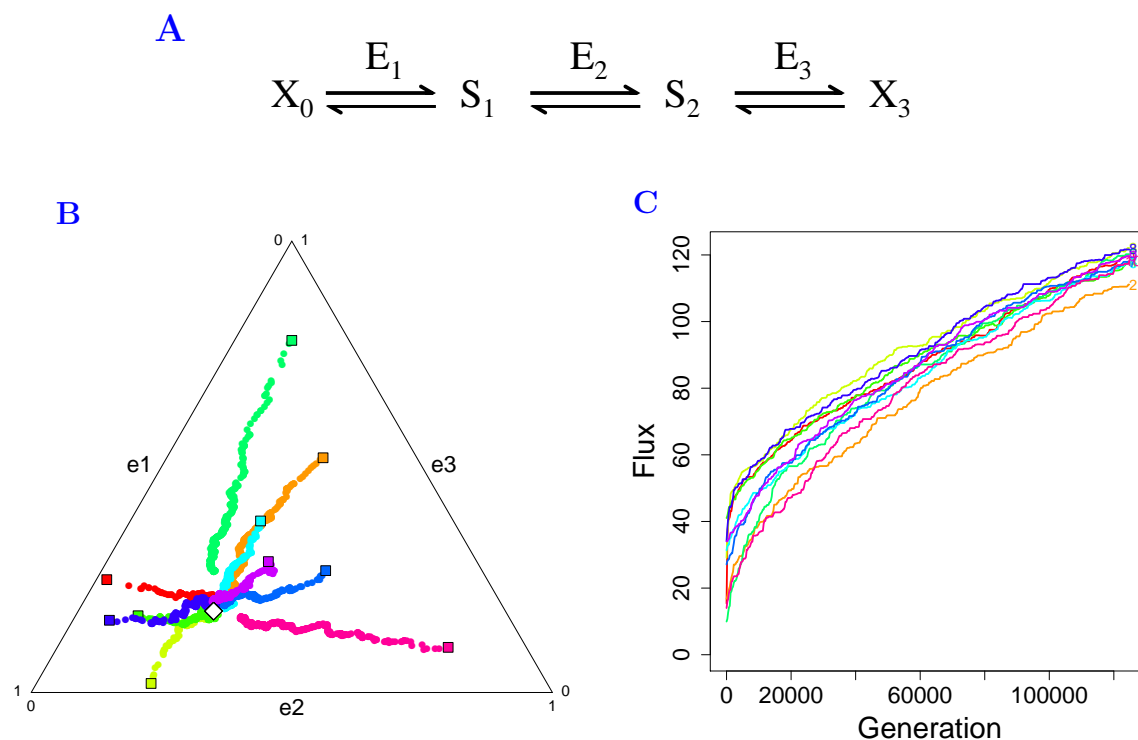 A
E₁ E₂ E₃
X₀ S₁ S₂ X₃
B
0 1
e1 e3
1 0
0 e2 1
C
120
100
80
60
40
20
0
Flux
8
2
0 20000 60000 100000
Generation